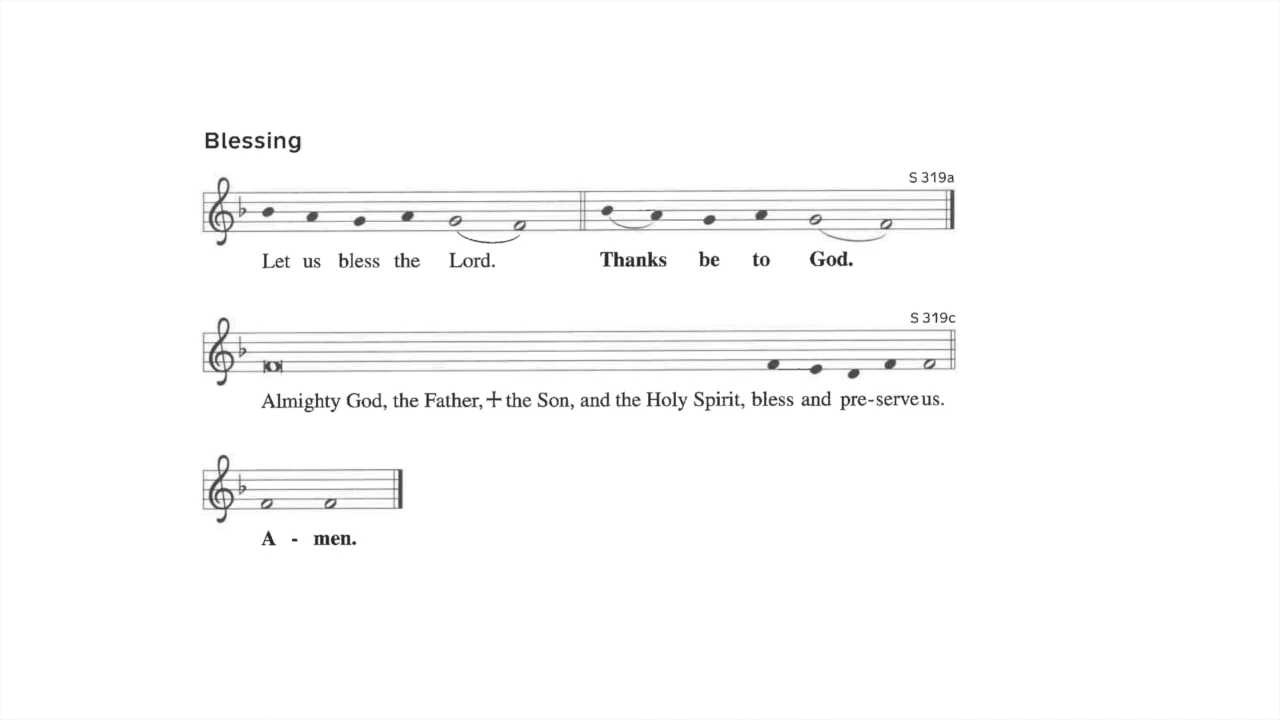 Blessing
S 319a
Let us bless the Lord. Thanks be to God.
S 319c
Almighty God, the Father, + the Son, and the Holy Spirit, bless and pre-serve us.
A - men.